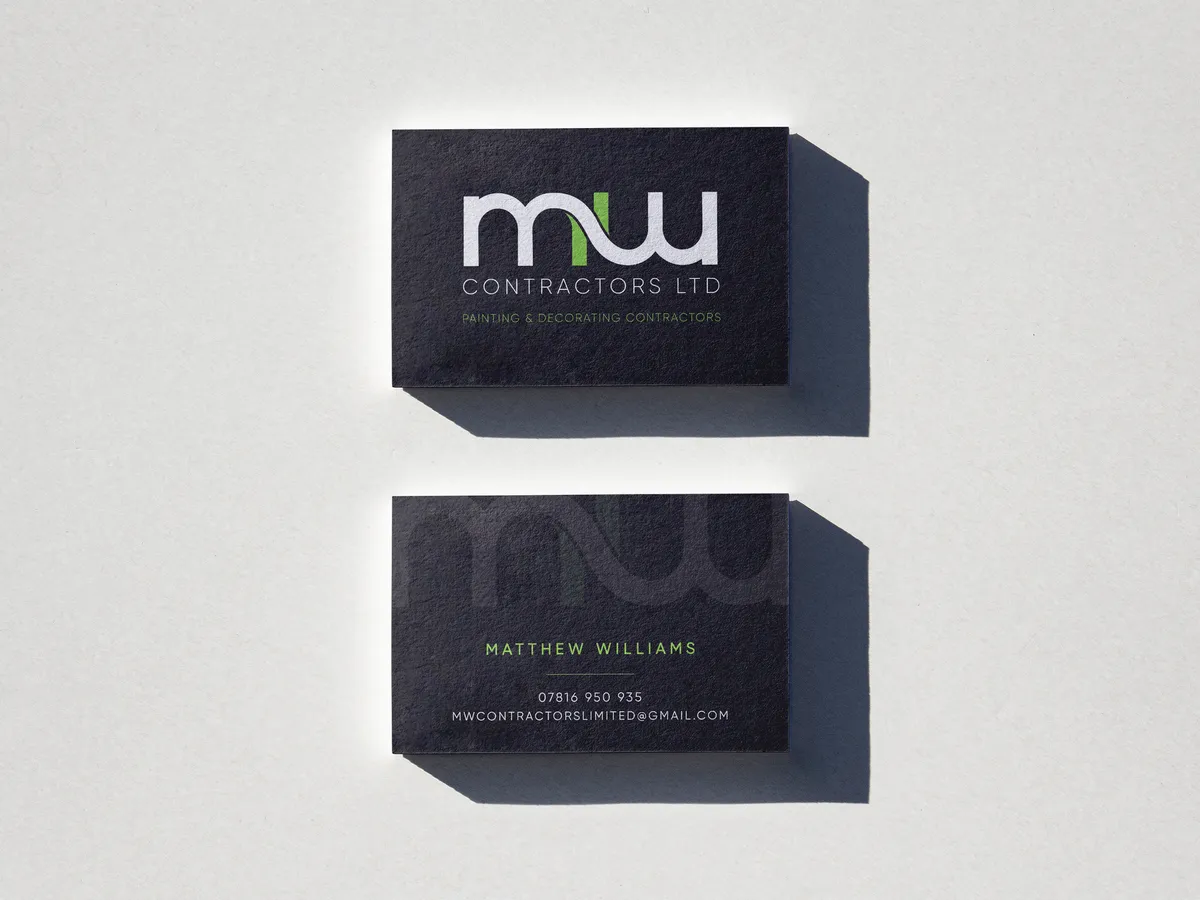 mw
CONTRACTORS LTD
PAINTING & DECORATING CONTRACTORS
mw
MATTHEW WILLIAMS
07816 950 935
MWCONTRACTORSLIMITED@GMAIL.COM